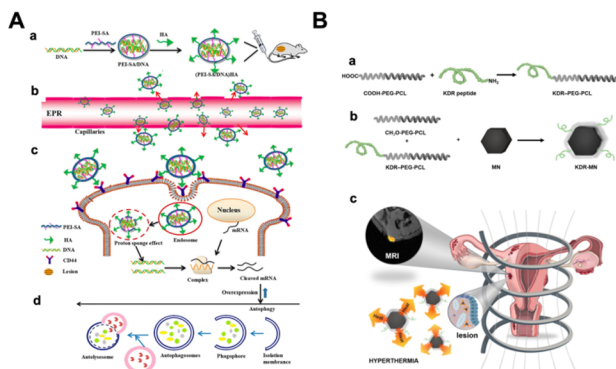 A
a
PEI-SA
HA
DNA
PEI-SA/DNA
(PEI-SA/DNA)/HA
b
EPR
Capillaries
c
Nucleus
mRNA
PEI-SA
HA
DNA
CD44
Lesion
Proton sponge effect
Endosome
Complex
Cleaved mRNA
Overexpression
Autophagy
d
Autolysosome
Autophagosomes
Phagophore
Isolation
membrance
B
a
HOOC
COOH-PEG-PCL
+
NH2
KDR peptide
KDR-PEG-PCL
b
CH3O-PEG-PCL
+
KDR-PEG-PCL
+
MN
KDR-MN
c
MRI
HYPERTHERMIA
lesion